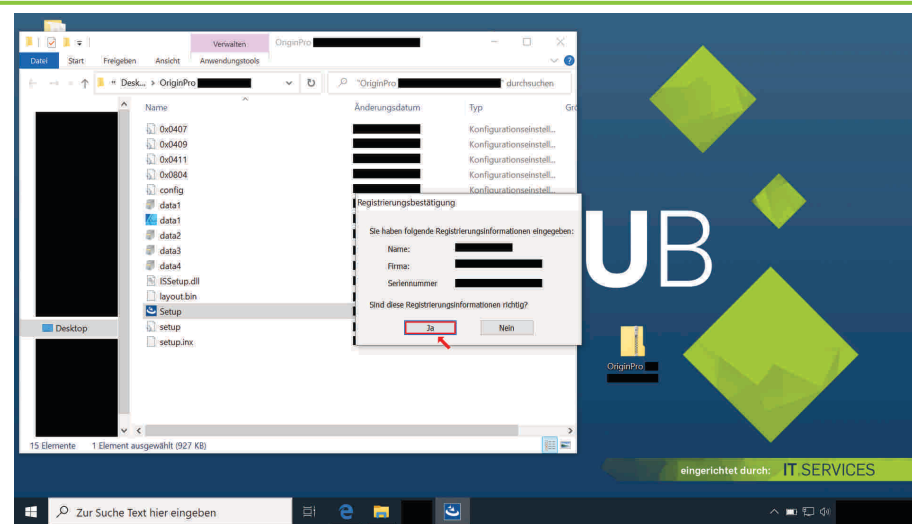 Verwalten
OriginPro
Datei Start Freigeben Ansicht Anwendungstools
Desk... OriginPro
"OriginPro " durchsuchen
Name Änderungsdatum Typ
0x0407 Konfigurationseinstell...
0x0409 Konfigurationseinstell...
0x0411 Konfigurationseinstell...
0x0804 Konfigurationseinstell...
config Konfigurationseinstell...
data1
data1
data2
data3
data4
ISSetup.dll
layout.bin
Setup
setup
setup.inx
Desktop
15 Elemente 1 Element ausgewählt (927 KB)
Registrierungsbestätigung
Sie haben folgende Registrierungsinformationen eingegeben:
Name:
Firma:
Seriennummer
Sind diese Registrierungsinformationen richtig?
Ja Nein
UB
OriginPro
eingerichtet durch: IT.SERVICES
Zur Suche Text hier eingeben